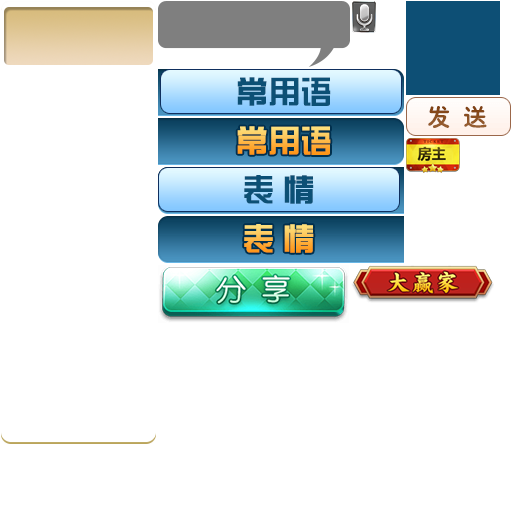 常用语
常用语
发 送
房主
表 情
表 情
分 享
大赢家